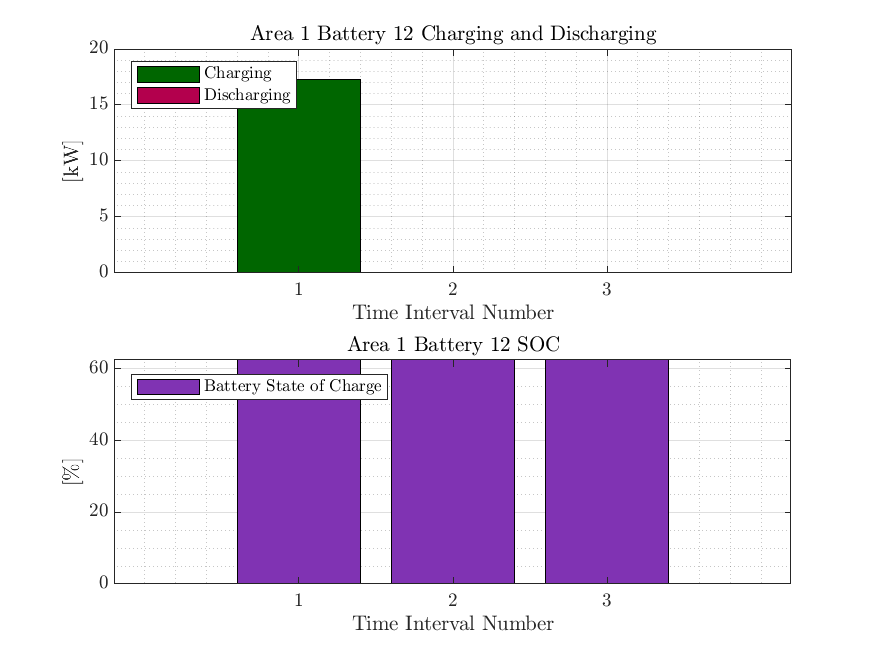 Area 1 Battery 12 Charging and Discharging
20
15
10
5
0
[kW]
Charging
Discharging
1 2 3
Time Interval Number
Area 1 Battery 12 SOC
60
40
20
0
[%]
Battery State of Charge
1 2 3
Time Interval Number